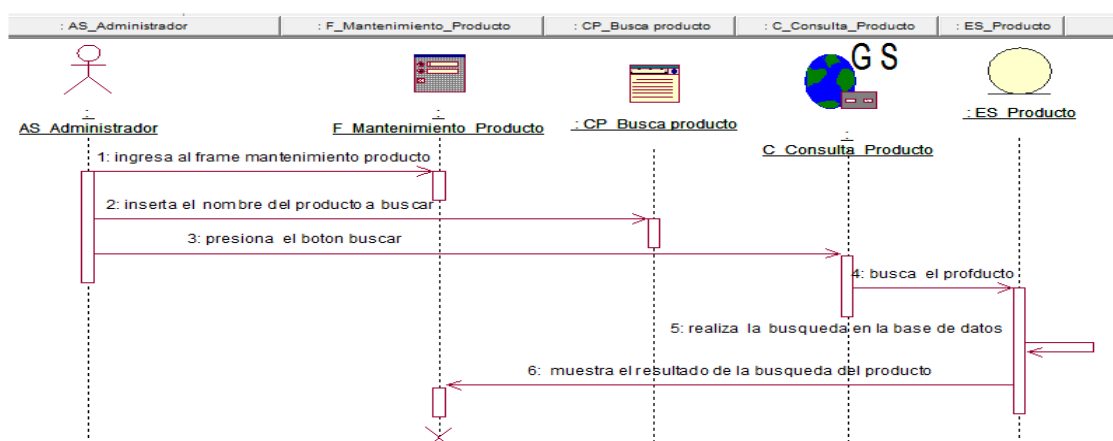 : AS_Administrador
: F_Mantenimiento_Producto
: CP_Busca producto
: C_Consulta_Producto
: ES_Producto
G S
:
AS_Administrador
:
F_Mantenimiento_Producto
: CP_Busca producto
:
C_Consulta_Producto
: ES_Producto
1: ingresa al frame mantenimiento producto
2: inserta el nombre del producto a buscar
3: presiona el boton buscar
4: busca el profducto
5: realiza la busqueda en la base de datos
6: muestra el resultado de la busqueda del producto